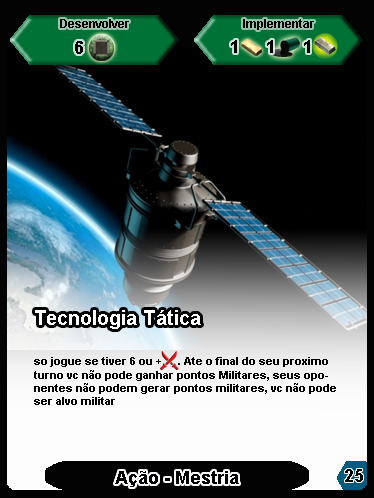 Desenvolver
Implementar
6
1 1 1
Tecnologia Tática
so jogue se tiver 6 ou +. Ate o final do seu proximo
turno vc não pode ganhar pontos Militares, seus opo-
nentes não podem gerar pontos militares, vc não pode
ser alvo militar
Ação - Mestria
25